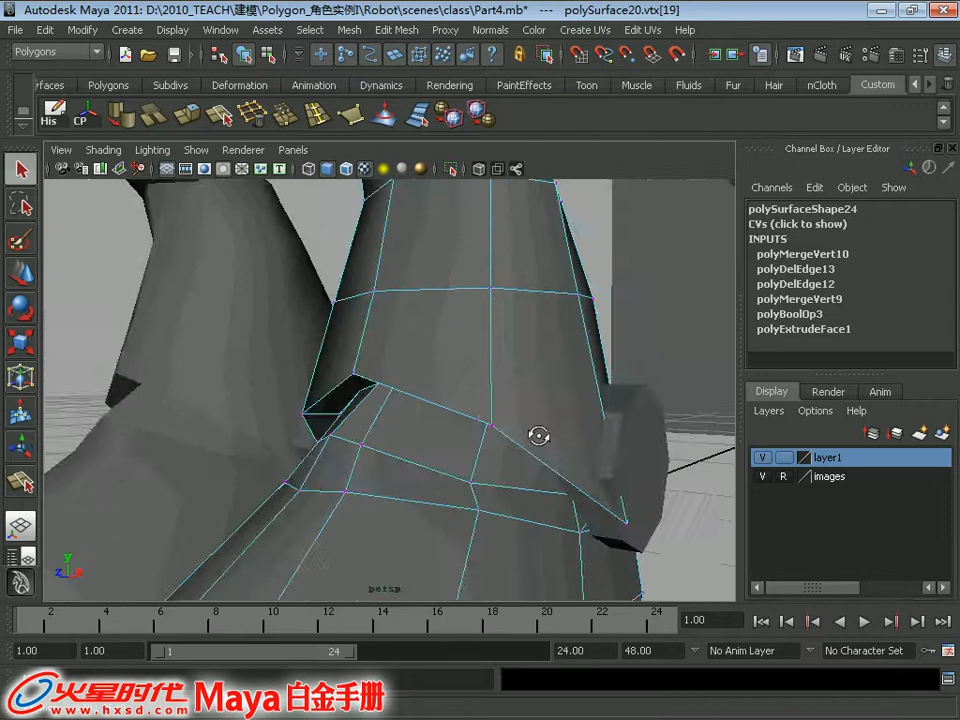 Autodesk Maya 2011: D:\2010_TEACH\建模\Polygon_角色实例I\Robot\scenes\class\Part4.mb* --- polySurface20.vtx[19]
File Edit Modify Create Display Window Assets Select Mesh Edit Mesh Proxy Normals Color Create UVs Edit UVs Help
Polygons
rfaces Polygons Subdivs Deformation Animation Dynamics Rendering PaintEffects Toon Muscle Fluids Fur Hair nCloth Custom
His CP
View Shading Lighting Show Renderer Panels
Channel Box / Layer Editor
Channels Edit Object Show
polySurfaceShape24
CVs (click to show)
INPUTS
polyMergeVert10
polyDelEdge13
polyDelEdge12
polyMergeVert9
polyBoolOp3
polyExtrudeFace1
Display Render Anim
Layers Options Help
V layer1
V R images
y
z x
persp
2 4 6 8 10 12 14 16 18 20 22 24
1.00
1.00 1.00 1 24 24.00 48.00 No Anim Layer No Character Set
火星时代 Maya 白金手册
www.hxsd.com